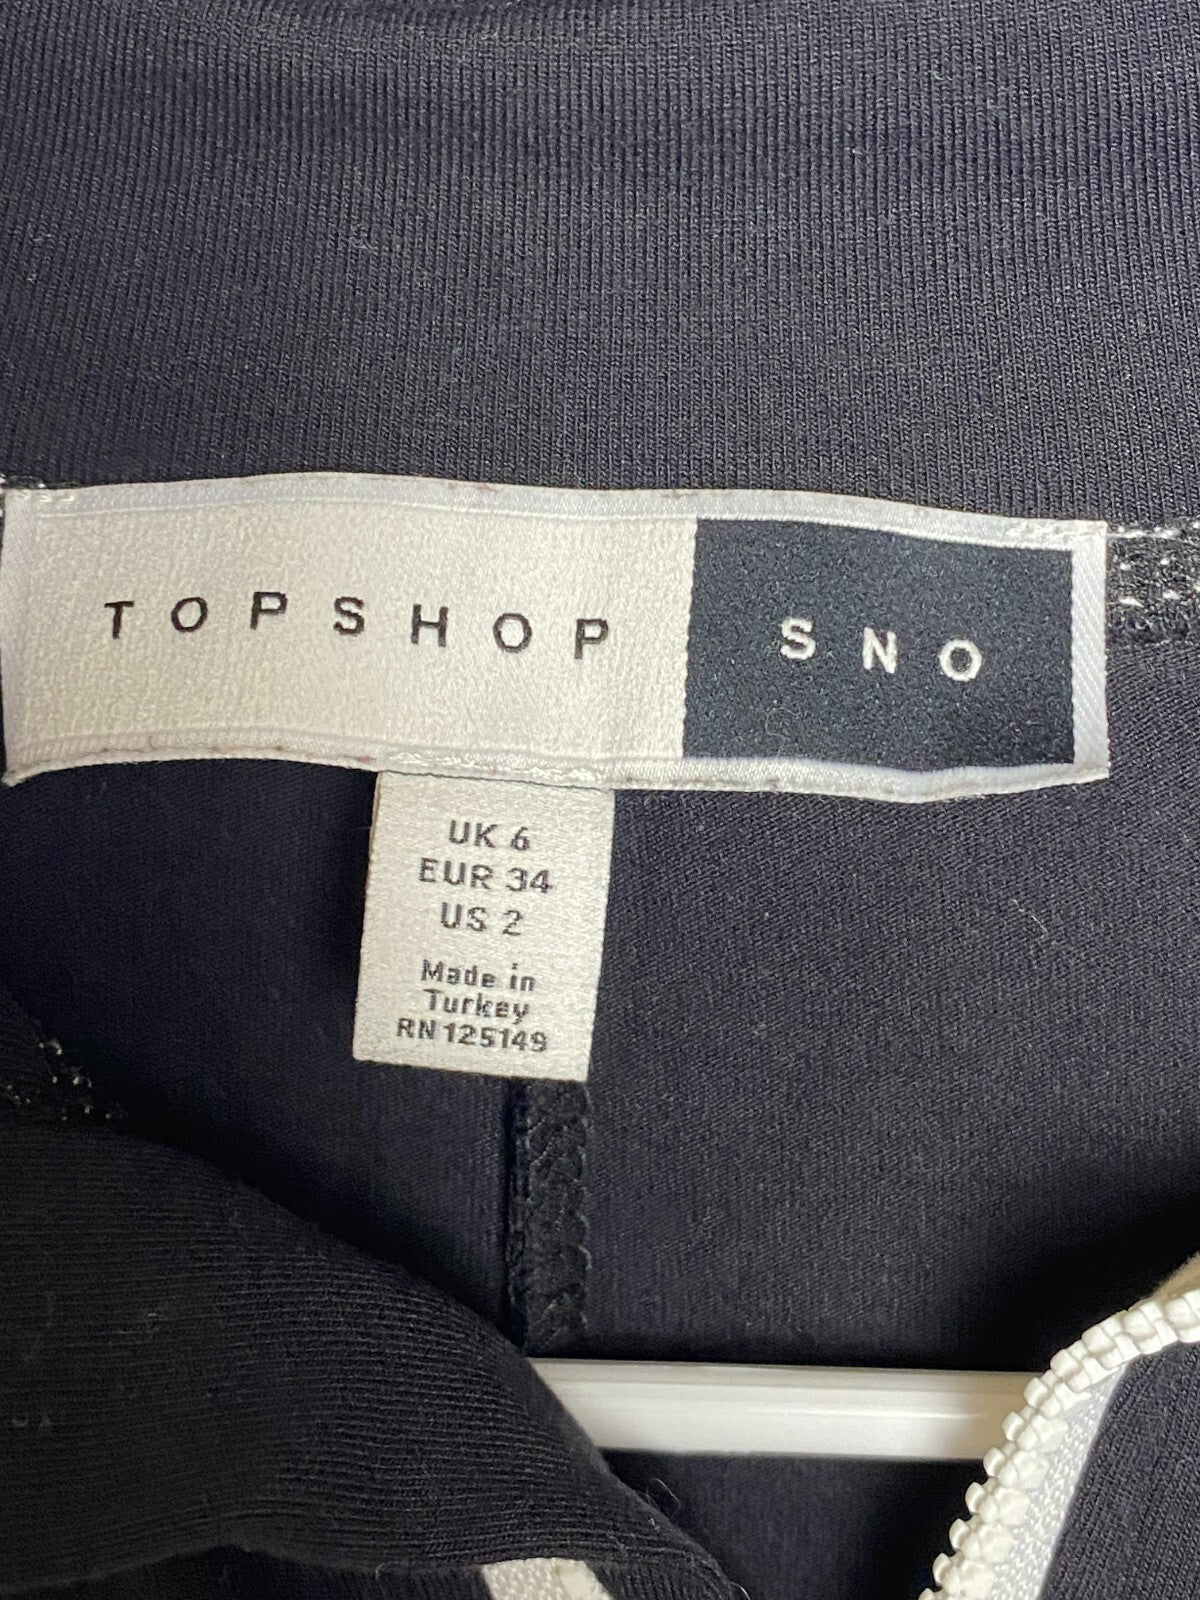 TOPSHOP SNO
UK 6
EUR 34
US 2
Made in
Turkey
RN 125149